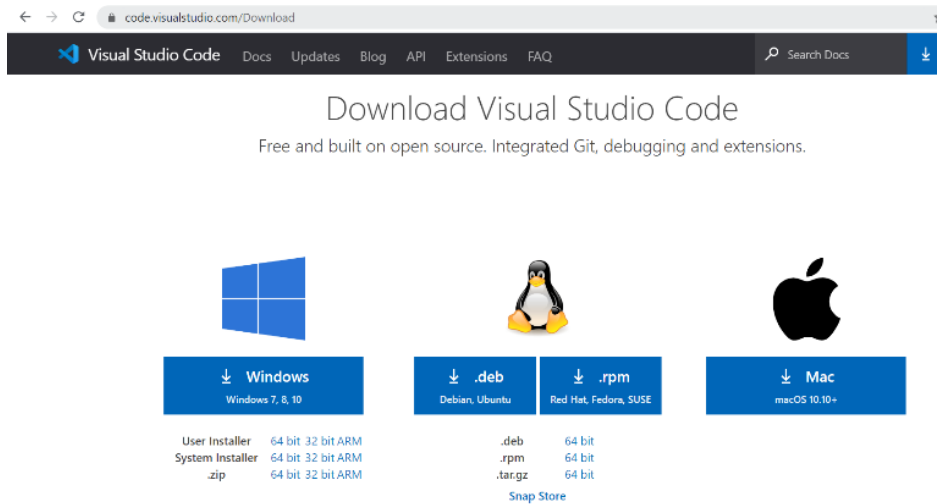 code.visualstudio.com/Download
Visual Studio Code Docs Updates Blog API Extensions FAQ Search Docs
Download Visual Studio Code
Free and built on open source. Integrated Git, debugging and extensions.
Windows
Windows 7, 8, 10
.deb
Debian, Ubuntu
.rpm
Red Hat, Fedora, SUSE
Mac
macOS 10.10+
User Installer 64 bit 32 bit ARM
System Installer 64 bit 32 bit ARM
.zip 64 bit 32 bit ARM
.deb 64 bit
.rpm 64 bit
.tar.gz 64 bit
Snap Store